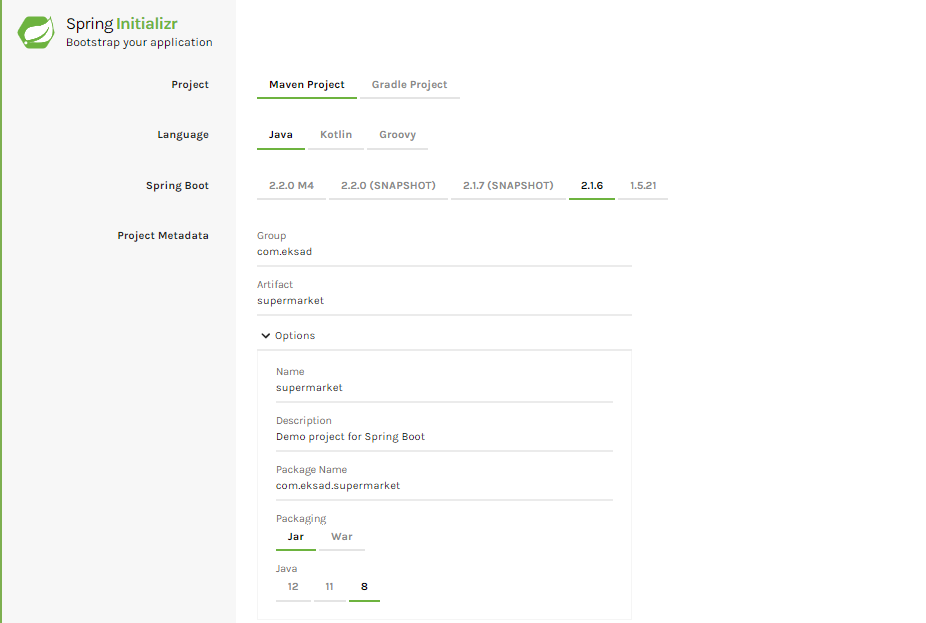 Spring Initializr
Bootstrap your application
Project
Maven Project Gradle Project
Language
Java Kotlin Groovy
Spring Boot
2.2.0 M4 2.2.0 (SNAPSHOT) 2.1.7 (SNAPSHOT) 2.1.6 1.5.21
Project Metadata
Group
com.eksad
Artifact
supermarket
Options
Name
supermarket
Description
Demo project for Spring Boot
Package Name
com.eksad.supermarket
Packaging
Jar War
Java
12 11 8